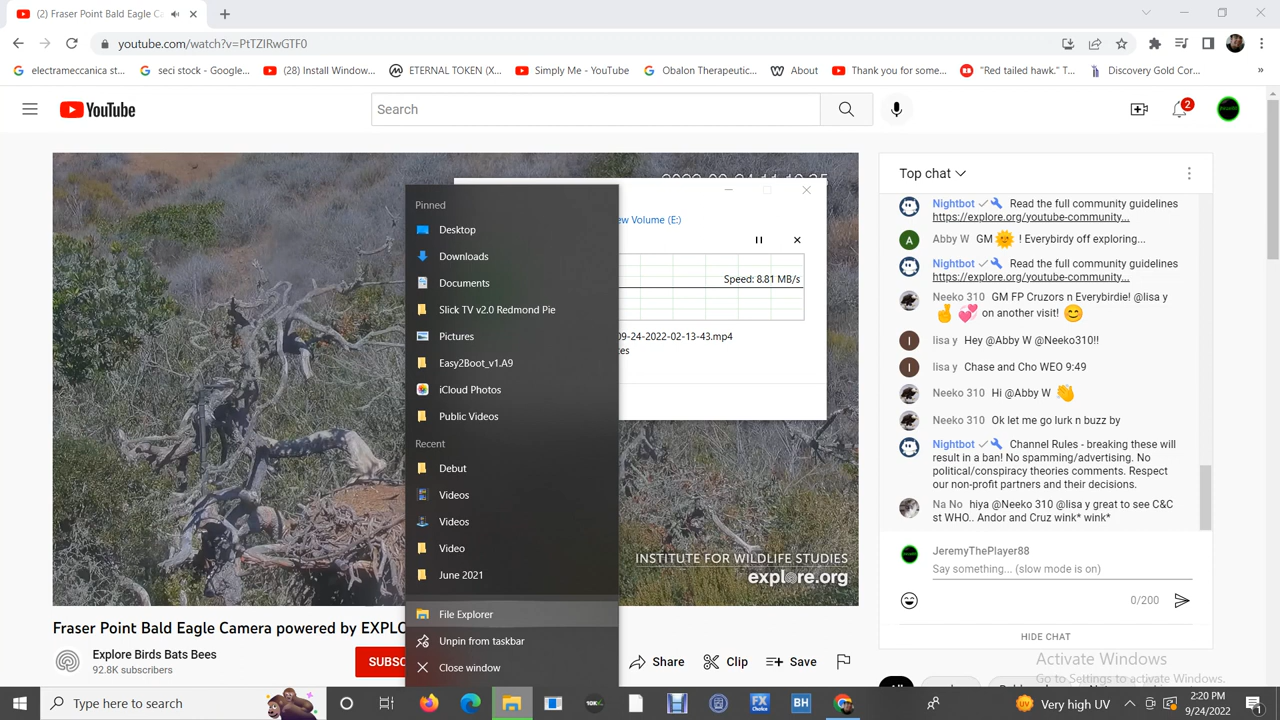 (2) Fraser Point Bald Eagle Ca
youtube.com/watch?v=PtTZIRwGTF0
electrameccanica st...
seci stock - Google...
(28) Install Window...
ETERNAL TOKEN (X...
Simply Me - YouTube
Obalon Therapeutic...
About
Thank you for some...
"Red tailed hawk." T...
Discovery Gold Cor...
»
YouTube
Search
2
Top chat
Nightbot Read the full community guidelines
https://explore.org/youtube-community...
A Abby W GM 🌞 ! Everybirdy off exploring...
Nightbot Read the full community guidelines
https://explore.org/youtube-community...
Neeko 310 GM FP Cruzors n Everybirdie! @lisa y
🤞 💞 on another visit! 😊
l lisa y Hey @Abby W @Neeko310!!
l lisa y Chase and Cho WEO 9:49
Neeko 310 Hi @Abby W 👋
Neeko 310 Ok let me go lurk n buzz by
Nightbot Channel Rules - breaking these will
result in a ban! No spamming/advertising. No
political/conspiracy theories comments. Respect
our non-profit partners and their decisions.
Na No hiya @Neeko 310 @lisa y great to see C&C
st WHO.. Andor and Cruz wink* wink*
JeremyThePlayer88
Say something... (slow mode is on)
0/200
HIDE CHAT
ew Volume (E:)
Speed: 8.81 MB/s
09-24-2022-02-13-43.mp4
tes
Pinned
Desktop
Downloads
Documents
Slick TV v2.0 Redmond Pie
Pictures
Easy2Boot_v1.A9
iCloud Photos
Public Videos
Recent
Debut
Videos
Videos
Video
June 2021
File Explorer
Unpin from taskbar
Close window
INSTITUTE FOR WILDLIFE STUDIES
explore.org
Fraser Point Bald Eagle Camera powered by EXPLO
Explore Birds Bats Bees
92.8K subscribers
SUBSC
Share
Clip
Save
Activate Windows
Go to Settings to activate Windows.
Type here to search
FX
Choice
BH
Very high UV
2:20 PM
9/24/2022
1